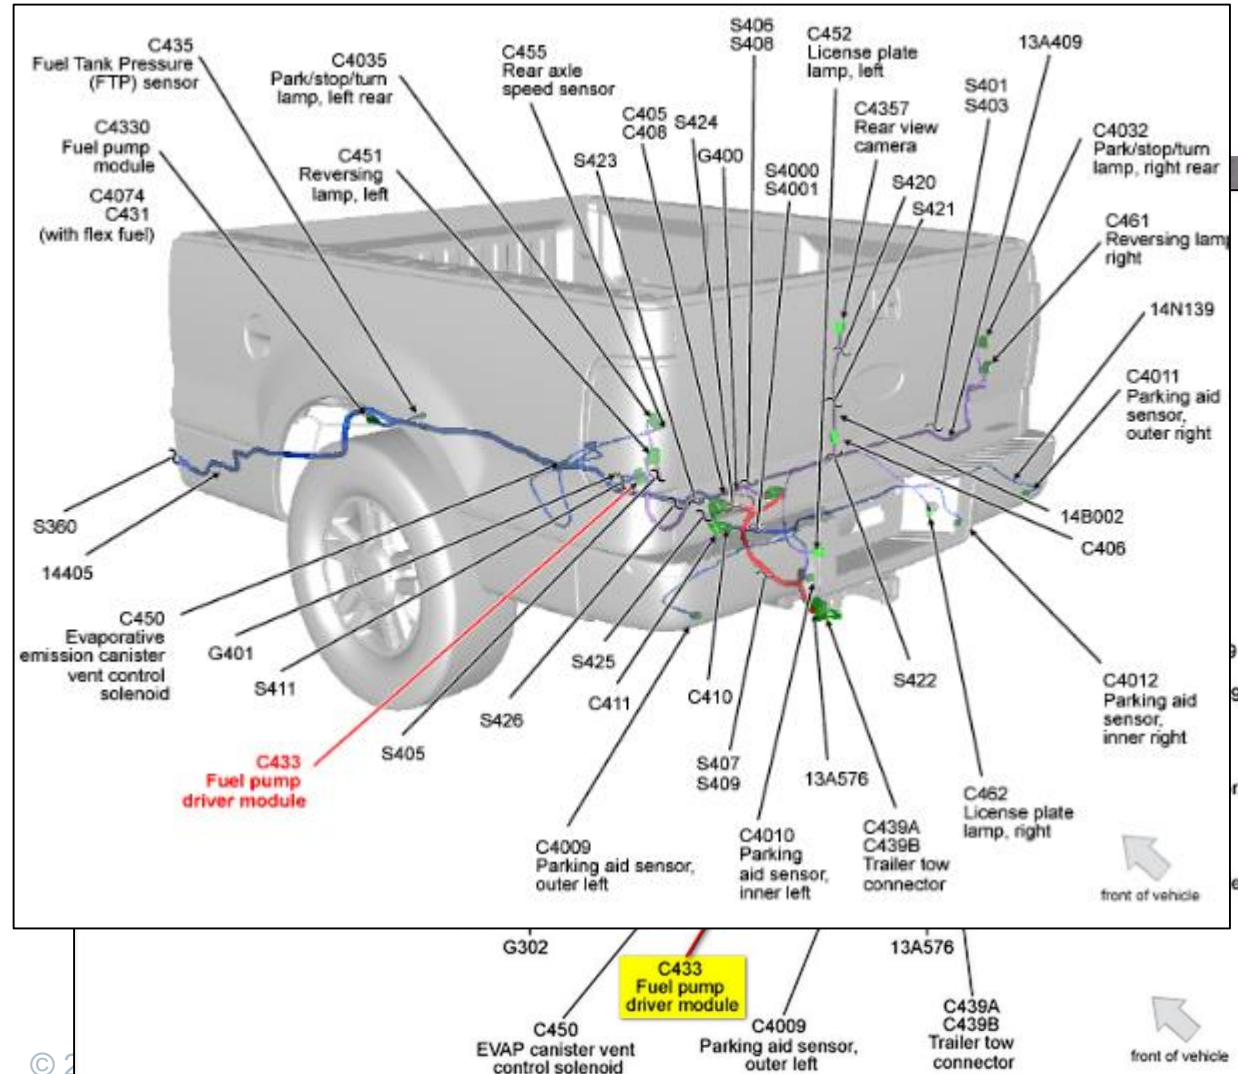 C435
Fuel Tank Pressure
(FTP) sensor
C4330
Fuel pump
module
C4074
C431
(with flex fuel)
C4035
Park/stop/turn
lamp, left rear
C451
Reversing
lamp, left
C455
Rear axle
speed sensor
S423
C405
C408
S424
G400
S406
S408
S4000
S4001
C452
License plate
lamp, left
C4357
Rear view
camera
S420
S421
S401
S403
13A409
C4032
Park/stop/turn
lamp, right rear
C461
Reversing lamp
right
14N139
C4011
Parking aid
sensor,
outer right
14B002
C406
C4012
Parking aid
sensor,
inner right
S422
C462
License plate
lamp, right
S360
14405
C450
Evaporative
emission canister
vent control
solenoid
G401
S411
C433
Fuel pump
driver module
S405
S426
S425
C411
C410
S407
S409
13A576
C4009
Parking aid sensor,
outer left
C4010
Parking
aid sensor,
inner left
C439A
C439B
Trailer tow
connector
front of vehicle
G302
C433
Fuel pump
driver module
13A576
C450
EVAP canister vent
control solenoid
C4009
Parking aid sensor,
outer left
C439A
C439B
Trailer tow
connector
front of vehicle
©